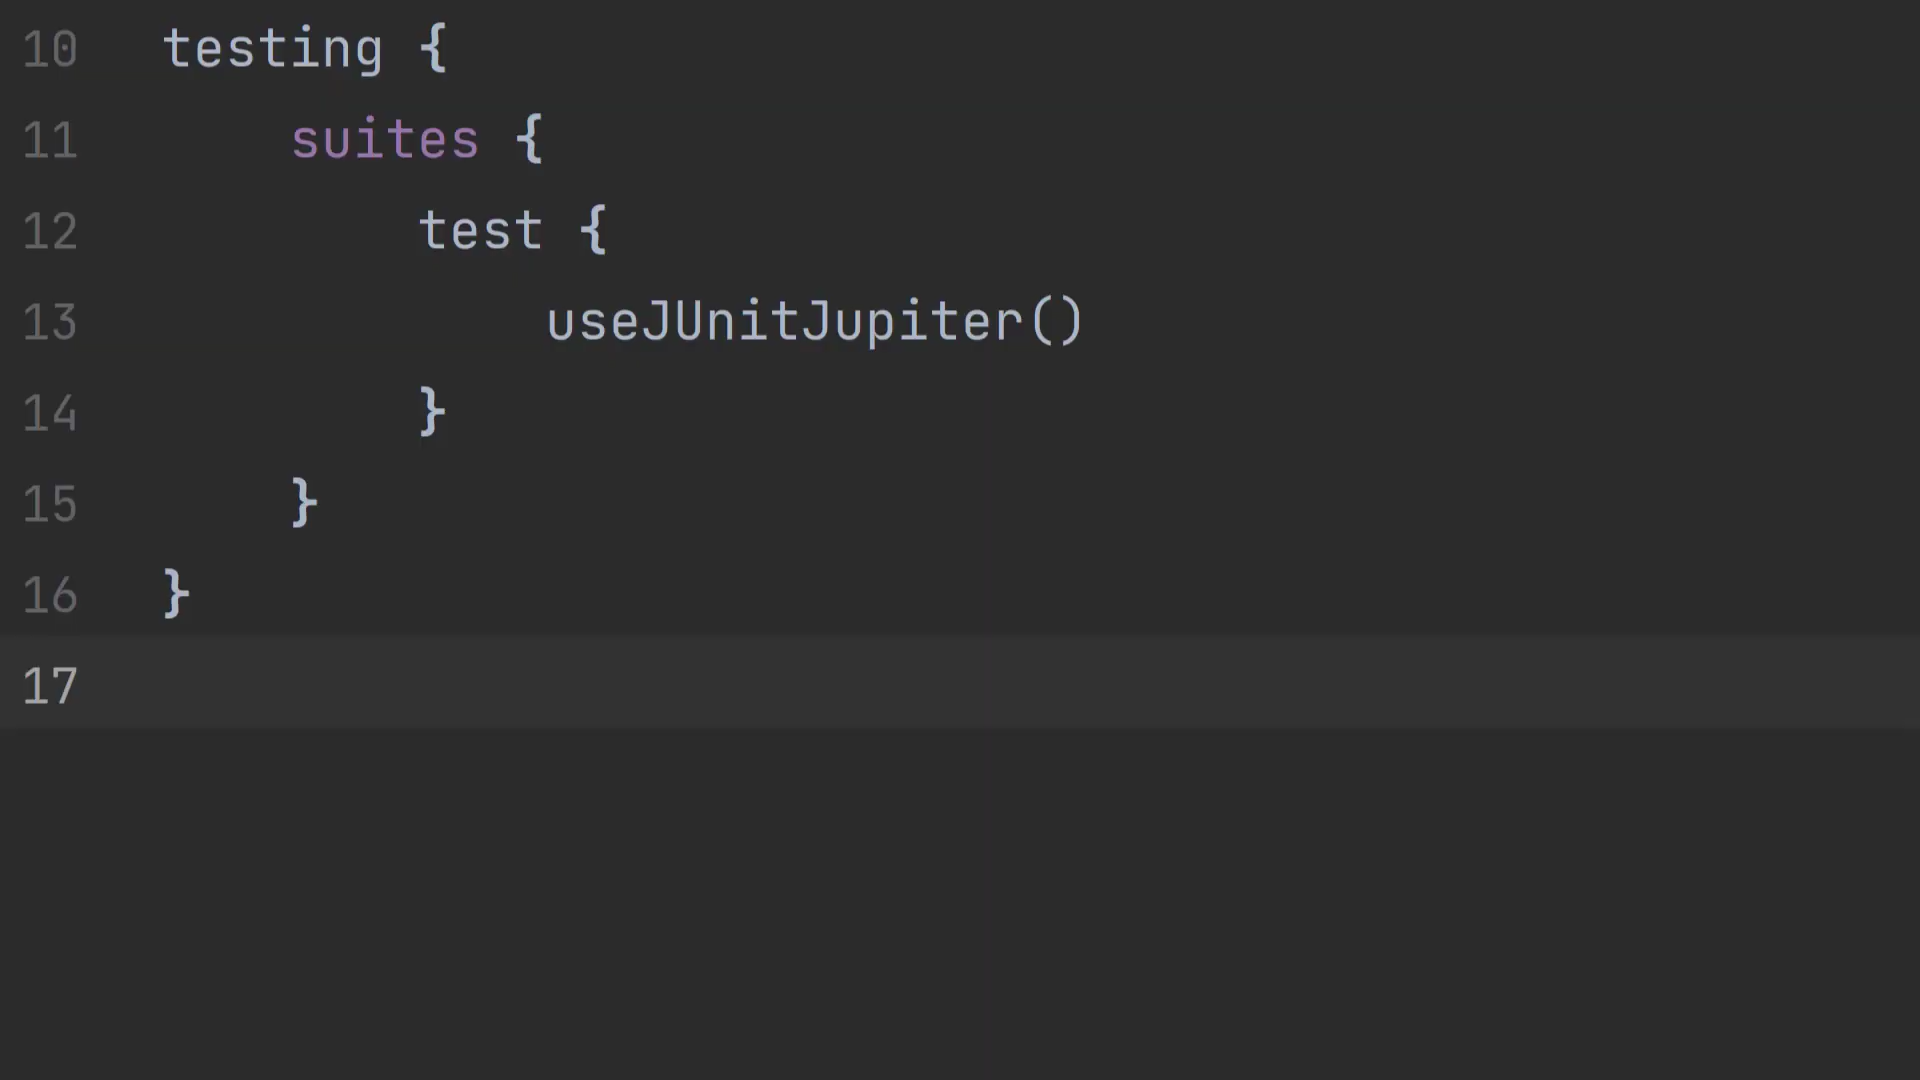 10 testing {
11     suites {
12         test {
13             useJUnitJupiter()
14         }
15     }
16 }
17